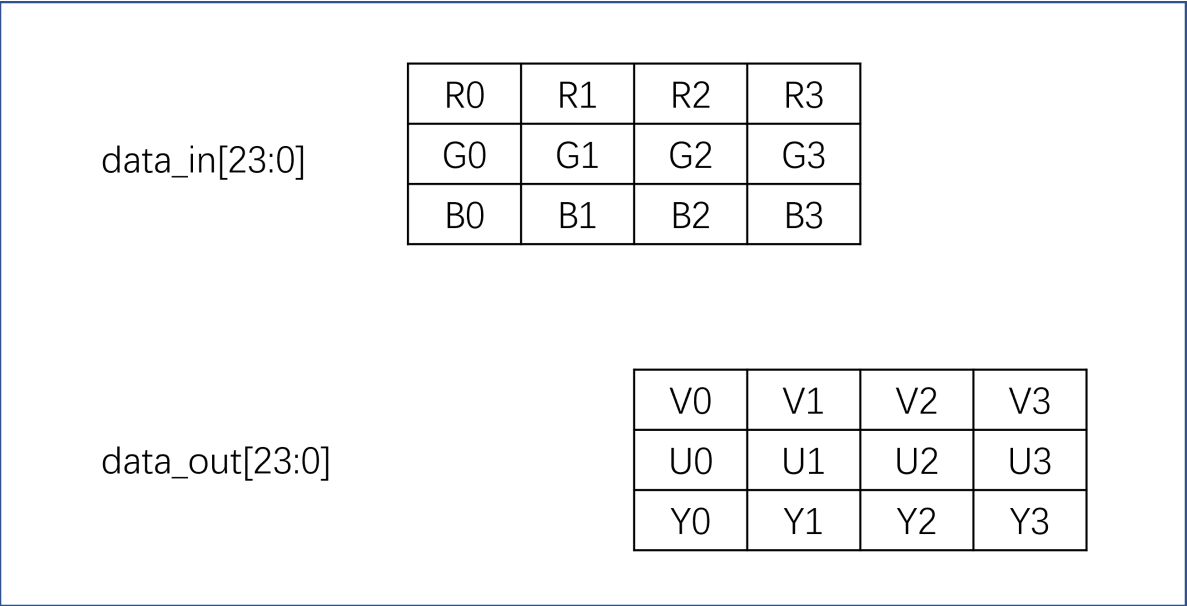 R0 R1 R2 R3
data_in[23:0] G0 G1 G2 G3
B0 B1 B2 B3
V0 V1 V2 V3
data_out[23:0] U0 U1 U2 U3
Y0 Y1 Y2 Y3